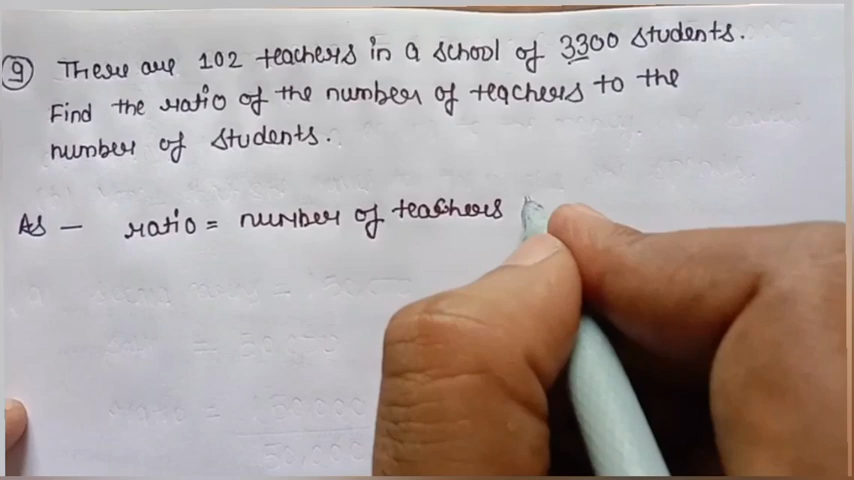 9 There are 102 teachers in a school of 3300 students.
Find the ratio of the number of teachers to the
number of students.
As - ratio = number of teachers